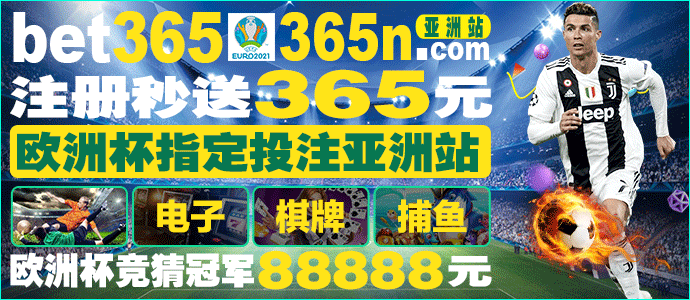 bet365 EURO2021 365n.com 亚洲站
注册秒送365元
欧洲杯指定投注亚洲站
电子 棋牌 捕鱼
欧洲杯竞猜冠军88888元
Jeep